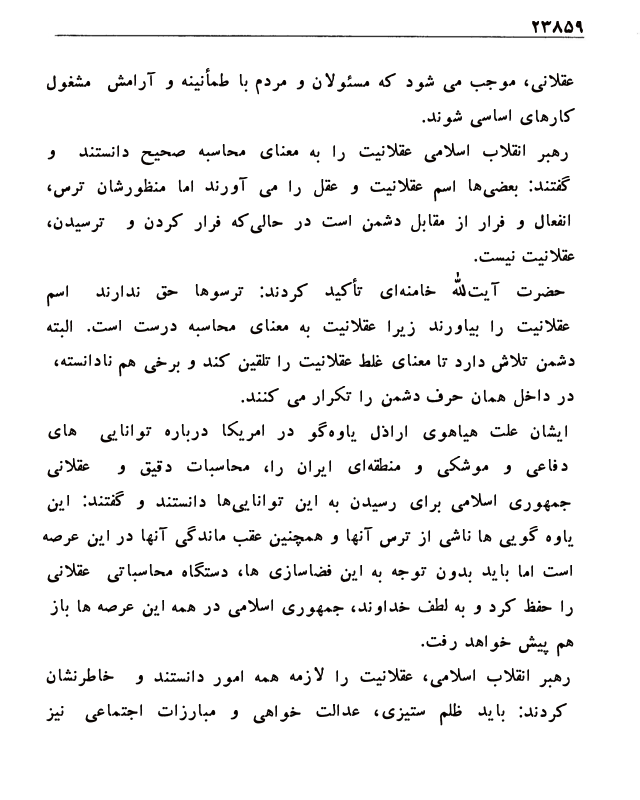 ۲۳۸۵۹
عقلانی، موجب می شود که مسئولان و مردم با طمأنینه و آرامش مشغول
کارهای اساسی شوند.
رهبر انقلاب اسلامی عقلانیت را به معنای محاسبه صحیح دانستند و
گفتند: بعضی‌ها اسم عقلانیت و عقل را می آورند اما منظورشان ترس،
انفعال و فرار از مقابل دشمن است در حالی‌که فرار کردن و ترسیدن،
عقلانیت نیست.
حضرت آیت‌الله خامنه‌ای تأکید کردند: ترسوها حق ندارند اسم
عقلانیت را بیاورند زیرا عقلانیت به معنای محاسبه درست است. البته
دشمن تلاش دارد تا معنای غلط عقلانیت را تلقین کند و برخی هم نادانسته،
در داخل همان حرف دشمن را تکرار می کنند.
ایشان علت هیاهوی اراذل یاوه‌گو در امریکا درباره توانایی های
دفاعی و موشکی و منطقه‌ای ایران را، محاسبات دقیق و عقلانی
جمهوری اسلامی برای رسیدن به این توانایی‌ها دانستند و گفتند: این
یاوه گویی ها ناشی از ترس آنها و همچنین عقب ماندگی آنها در این عرصه
است اما باید بدون توجه به این فضاسازی ها، دستگاه محاسباتی عقلانی
را حفظ کرد و به لطف خداوند، جمهوری اسلامی در همه این عرصه ها باز
هم پیش خواهد رفت.
رهبر انقلاب اسلامی، عقلانیت را لازمه همه امور دانستند و خاطرنشان
کردند: باید ظلم ستیزی، عدالت خواهی و مبارزات اجتماعی نیز